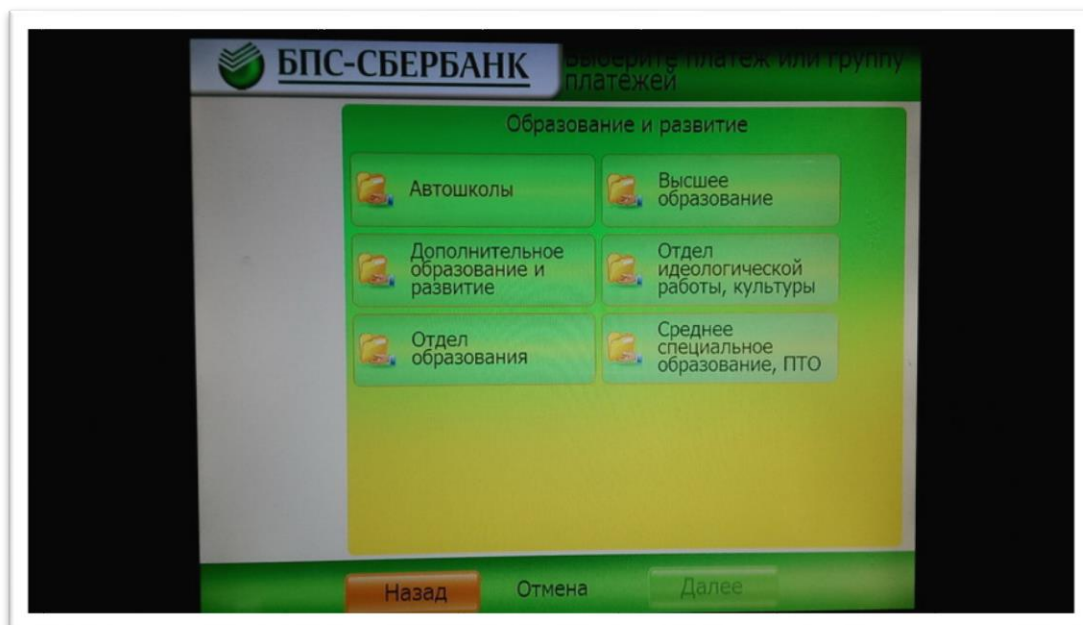 БПС-СБЕРБАНК
Выберите платеж или группу
платежей
Образование и развитие
Автошколы
Высшее
образование
Дополнительное
образование и
развитие
Отдел
идеологической
работы, культуры
Отдел
образования
Среднее
специальное
образование, ПТО
Назад
Отмена
Далее